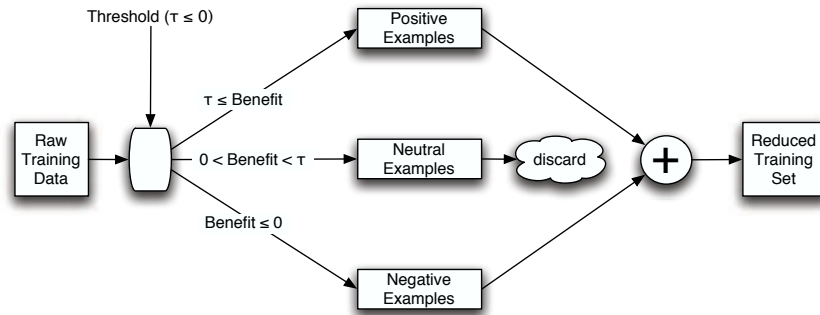 Threshold (τ ≤ 0)
Positive
Examples
τ ≤ Benefit
Raw
Training
Data
0 < Benefit < τ
Neutral
Examples
discard
+
Reduced
Training
Set
Benefit ≤ 0
Negative
Examples